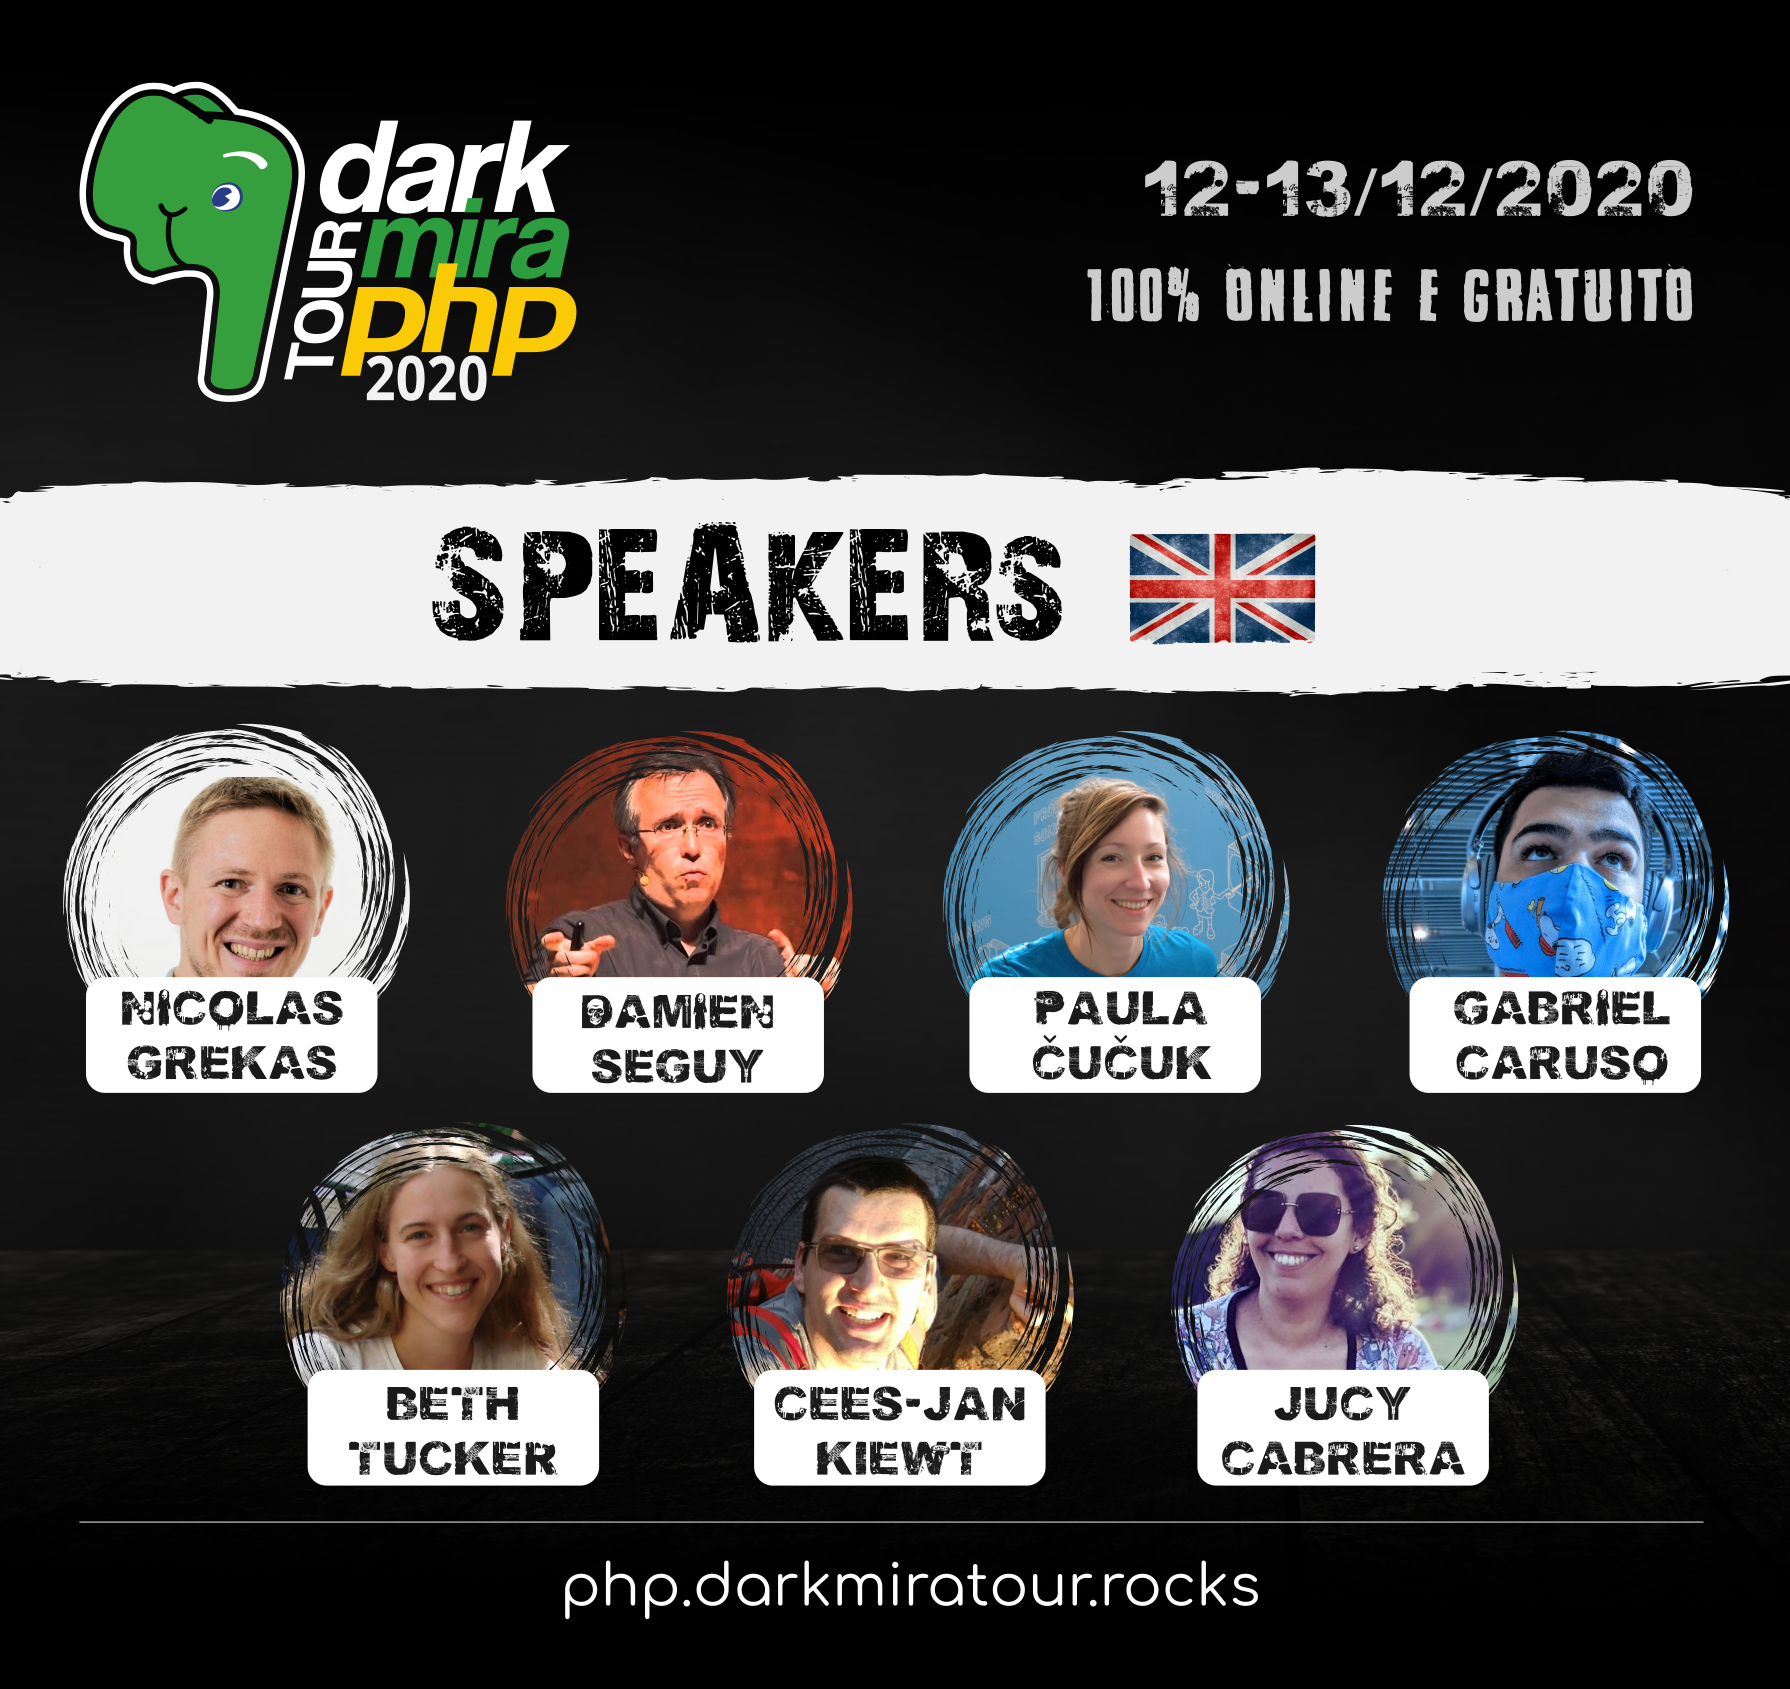 dark
mira
TOUR
php
2020
12-13/12/2020
100% ONLINE E GRATUITO
SPEAKERS
NICOLAS
GREKAS
DAMIEN
SEGUY
PAULA
ČUČUK
GABRIEL
CARUSO
BETH
TUCKER
CEES-JAN
KIEWT
JUCY
CABRERA
php.darkmiratour.rocks